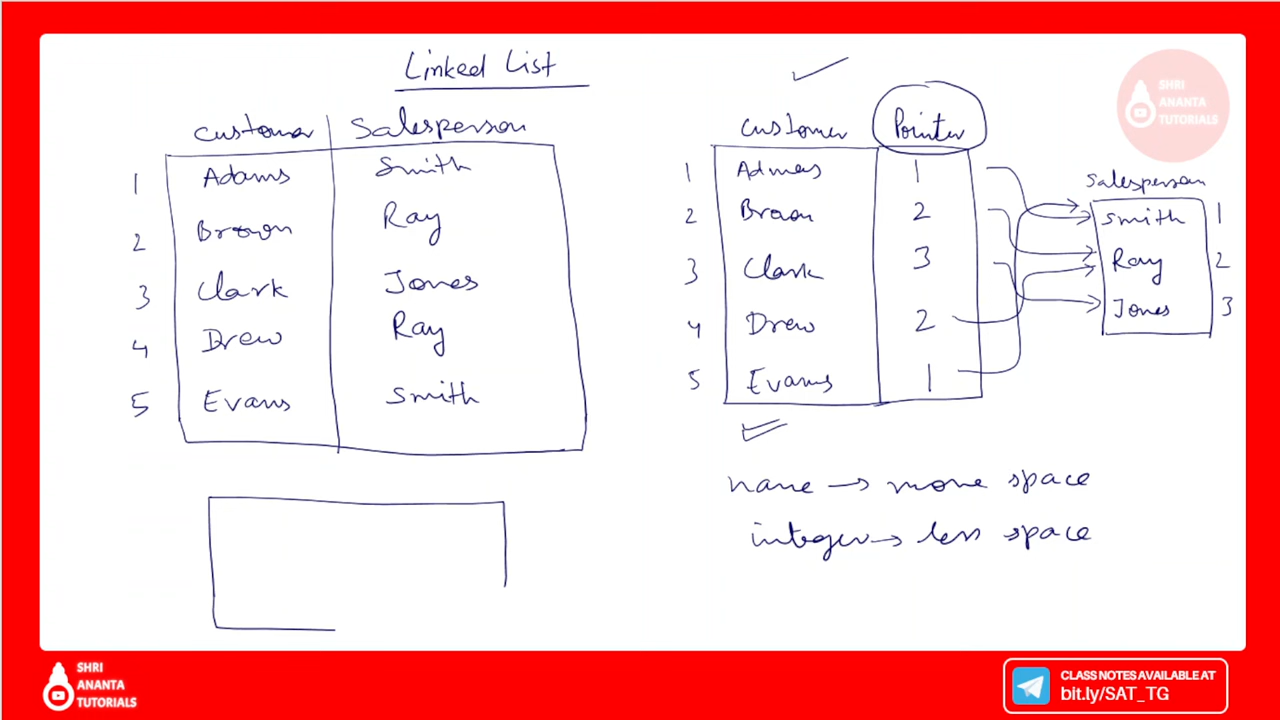 Linked List
SHRI
ANANTA
TUTORIALS
Customer Salesperson
1 Adams Smith
2 Brown Ray
3 Clark Jones
4 Drew Ray
5 Evans Smith
Customer Pointer
1 Admas 1
2 Brown 2
3 Clark 3
4 Drew 2
5 Evans 1
Salesperson
Smith 1
Ray 2
Jones 3
name → more space
integer → less space
SHRI
ANANTA
TUTORIALS
CLASS NOTES AVAILABLE AT
bit.ly/SAT_TG